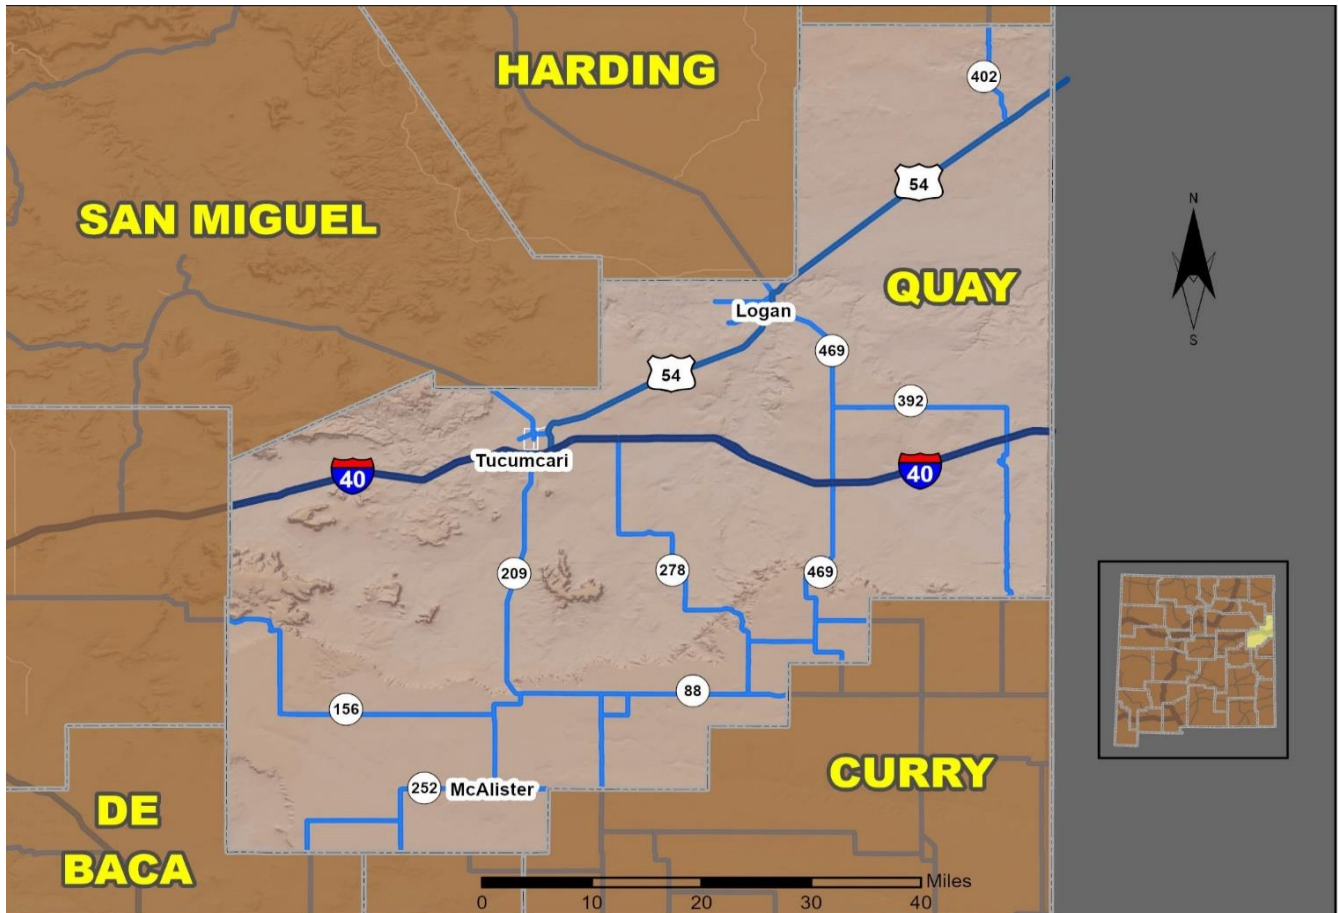 402
HARDING
54
SAN MIGUEL
N
QUAY
Logan
S
469
54
392
Tucumcari
40
40
209
278
469
88
156
252
McAlister
CURRY
DE
BACA
Miles
0 10 20 30 40